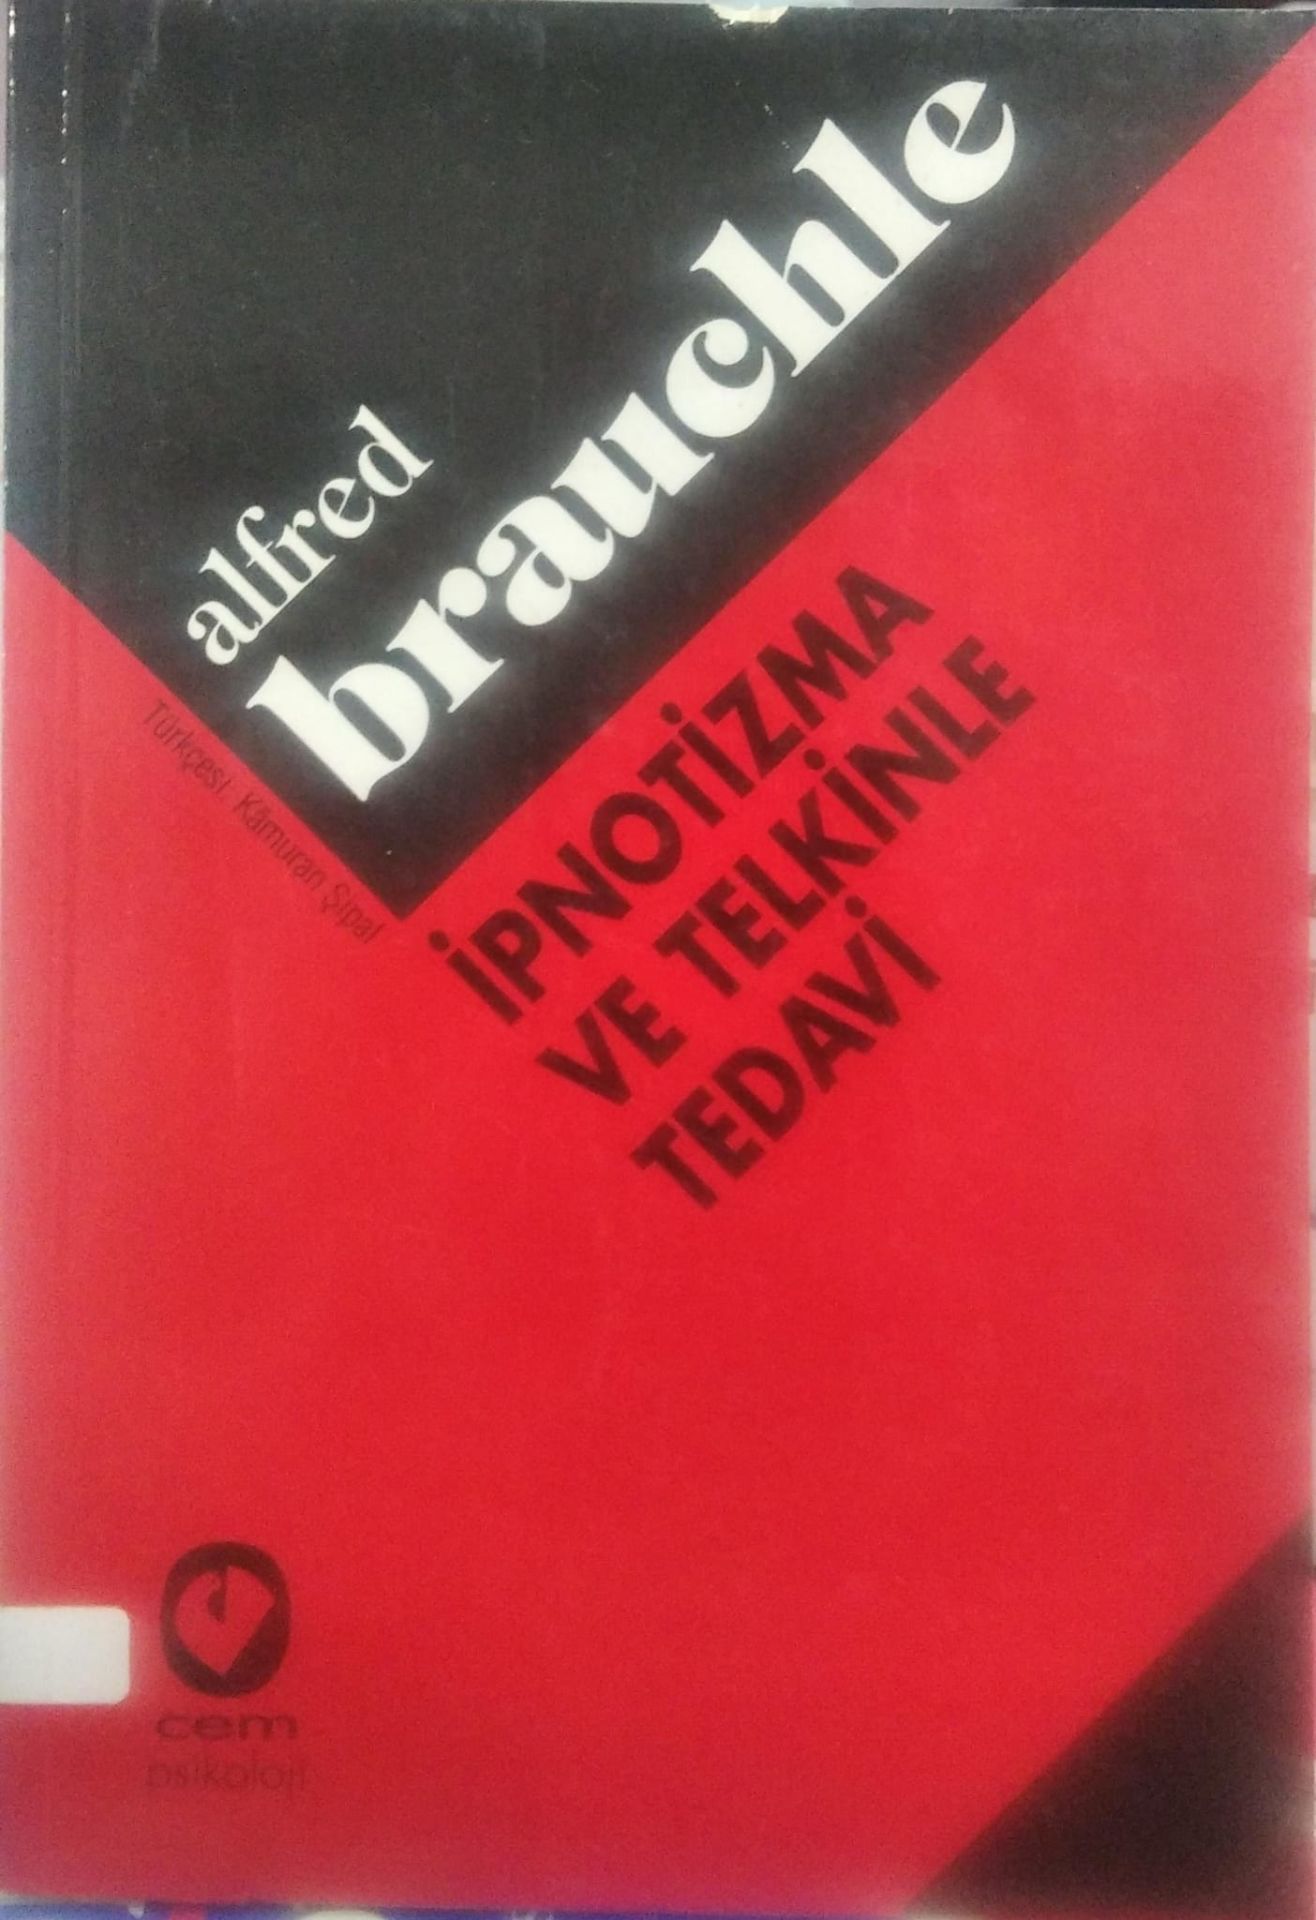 alfred
brauchle
Türkçesi Kâmuran Şipal
İPNOTİZMA
VE TELKİNLE
TEDAVİ
cem
psikoloji